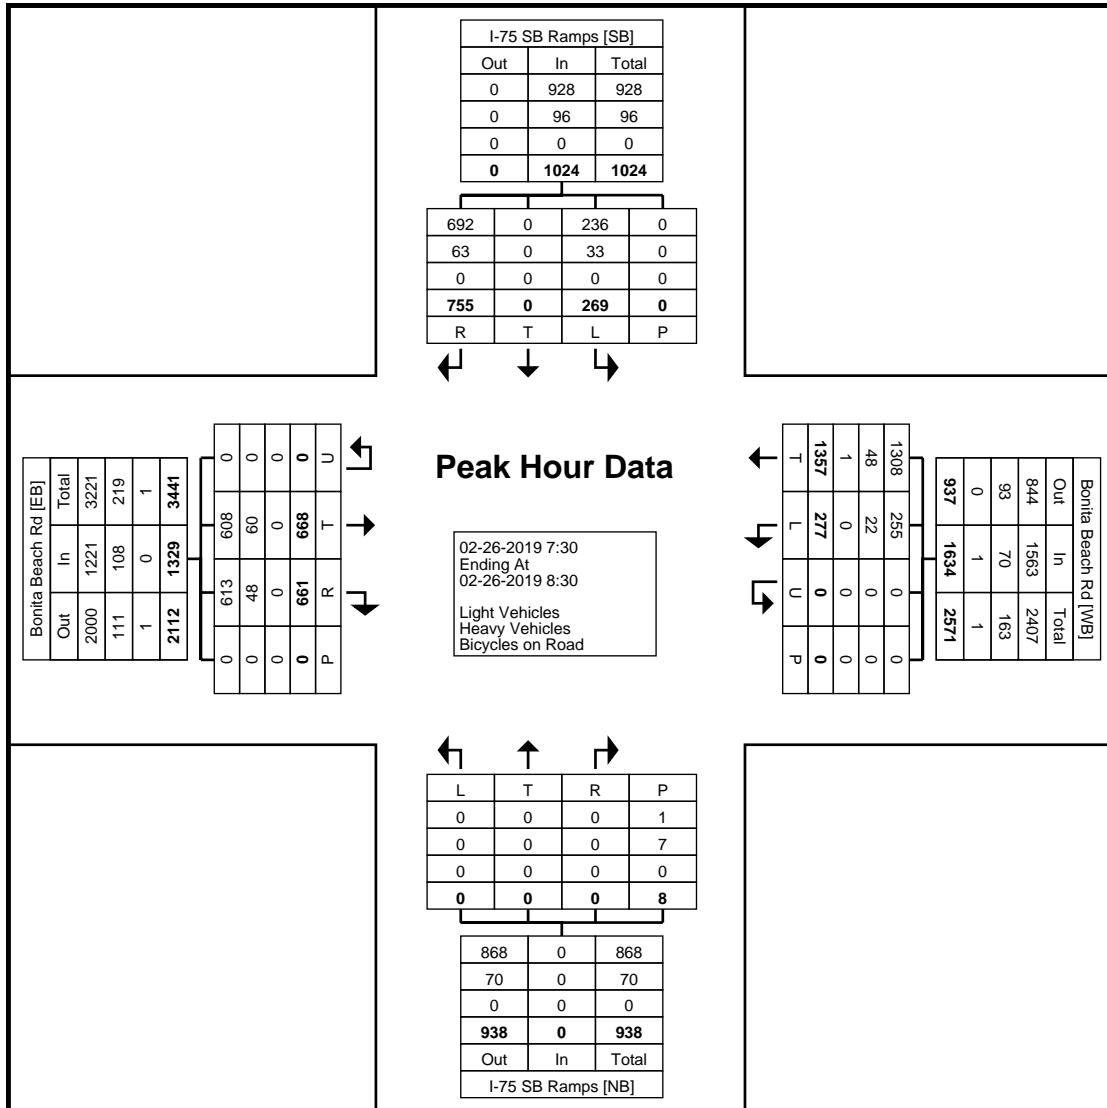 I-75 SB Ramps [SB]
Out In Total
0 928 928
0 96 96
0 0 0
0 1024 1024
692 0 236 0
63 0 33 0
0 0 0 0
755 0 269 0
R T L P
Bonita Beach Rd [EB]
Total In Out
3221 1221 2000
219 108 111
1 0 1
3441 1329 2112
0 608 613 0
0 60 48 0
0 0 0 0
0 668 661 0
U T R P
Peak Hour Data
02-26-2019 7:30
Ending At
02-26-2019 8:30
Light Vehicles
Heavy Vehicles
Bicycles on Road
Bonita Beach Rd [WB]
Out In Total
844 1563 2407
93 70 163
0 1 1
937 1634 2571
1308 255 0 0
48 22 0 0
1 0 0 0
1357 277 0 0
T L U P
L T R P
0 0 0 1
0 0 0 7
0 0 0 0
0 0 0 8
868 0 868
70 0 70
0 0 0
938 0 938
Out In Total
I-75 SB Ramps [NB]